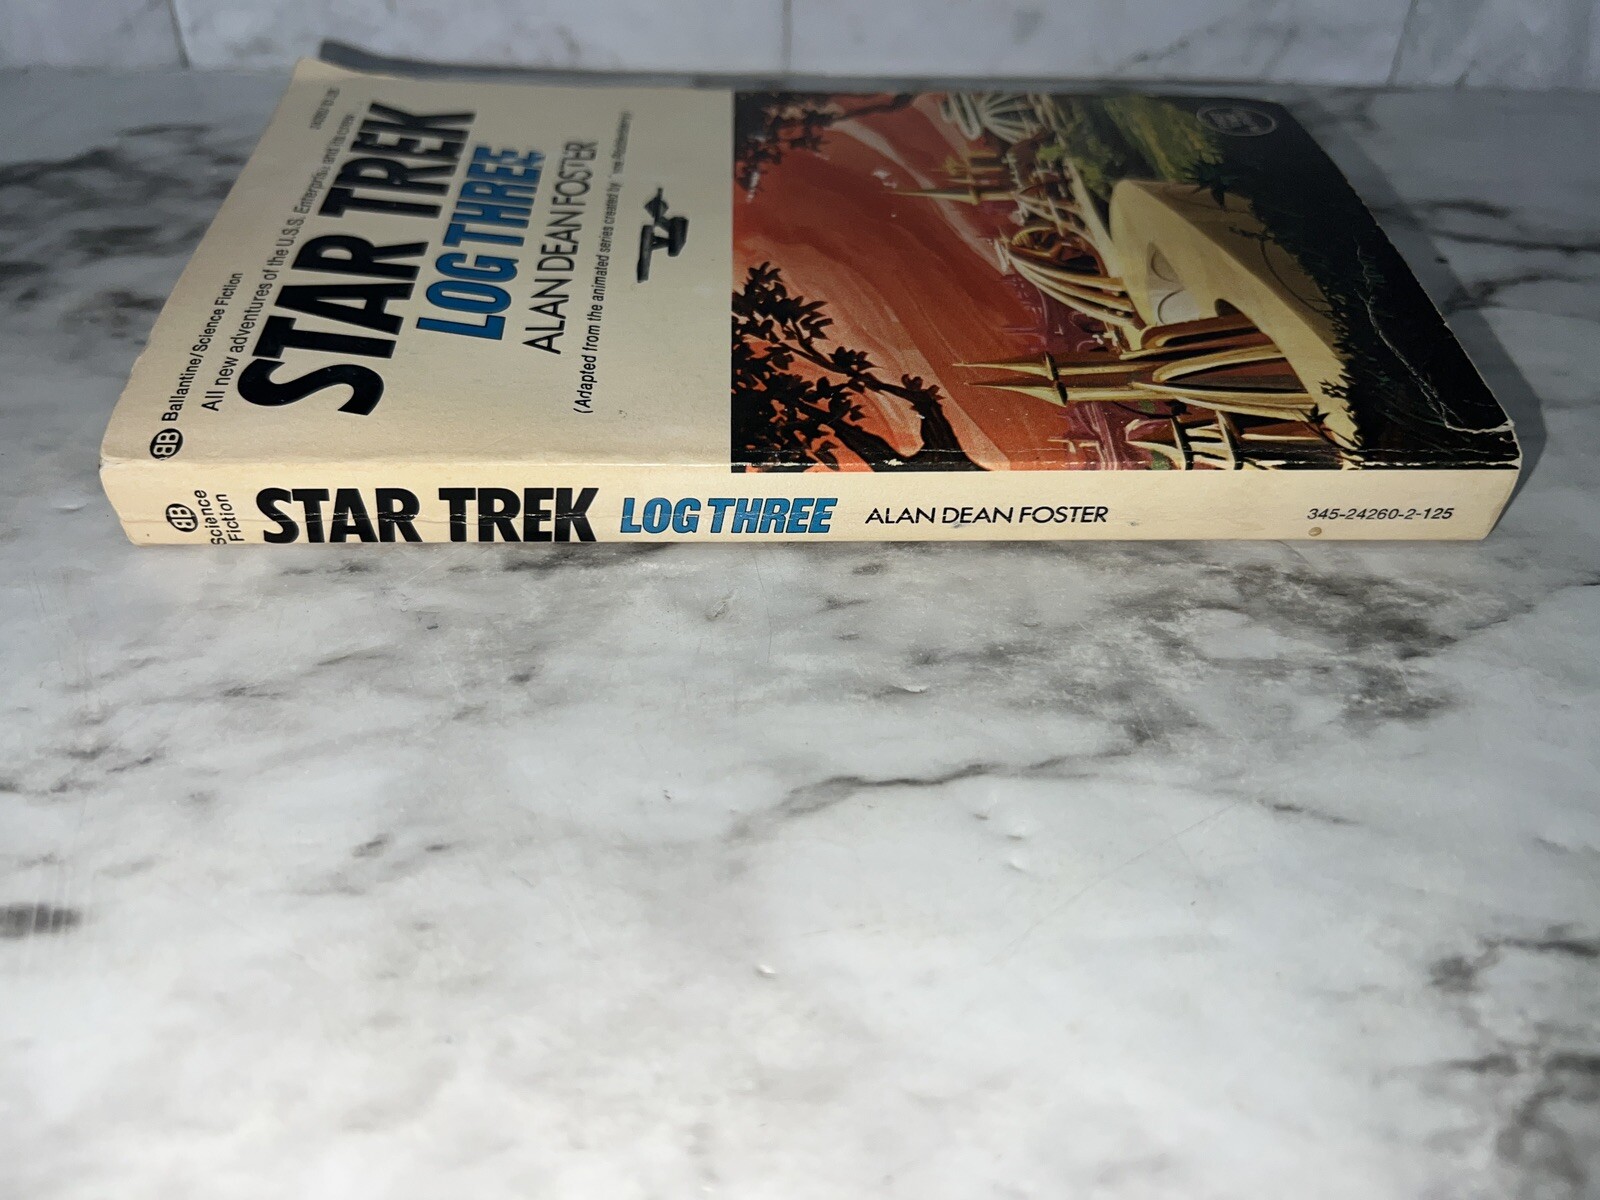 Ballantine/Science Fiction
All new adventures of the U.S.S. Enterprise and its crew
STAR TREK
LOG THREE
ALAN DEAN FOSTER
(Adapted from the animated series created by Gene Roddenberry)
BB
Science
Fiction
STAR TREK LOG THREE ALAN DEAN FOSTER 345-24260-2-125